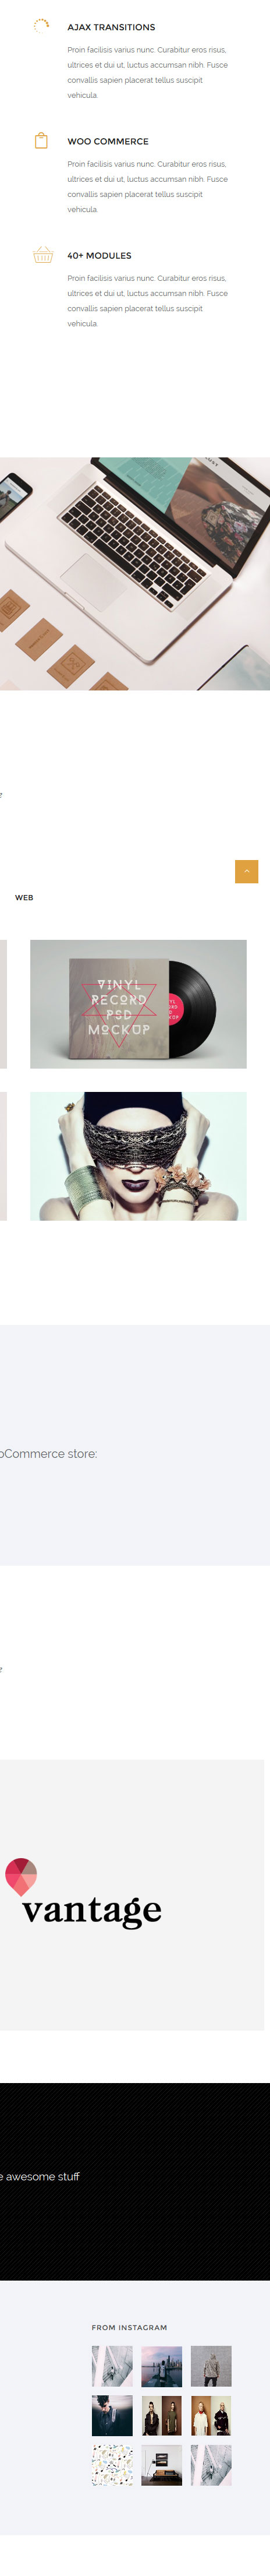 AJAX TRANSITIONS
Proin facilisis varius nunc. Curabitur eros risus,
ultrices et dui ut, luctus accumsan nibh. Fusce
convallis sapien placerat tellus suscipit
vehicula.
WOO COMMERCE
Proin facilisis varius nunc. Curabitur eros risus,
ultrices et dui ut, luctus accumsan nibh. Fusce
convallis sapien placerat tellus suscipit
vehicula.
40+ MODULES
Proin facilisis varius nunc. Curabitur eros risus,
ultrices et dui ut, luctus accumsan nibh. Fusce
convallis sapien placerat tellus suscipit
vehicula.
WEB
VINYL
RECORD
PSD
MOCKUP
oCommerce store:
vantage
e awesome stuff
FROM INSTAGRAM